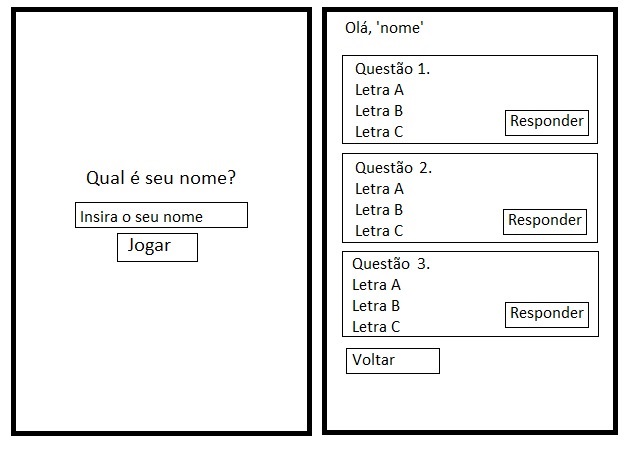 Qual é seu nome?
Insira o seu nome
Jogar
Olá, 'nome'
Questão 1.
Letra A
Letra B
Letra C
Responder
Questão 2.
Letra A
Letra B
Letra C
Responder
Questão 3.
Letra A
Letra B
Letra C
Responder
Voltar